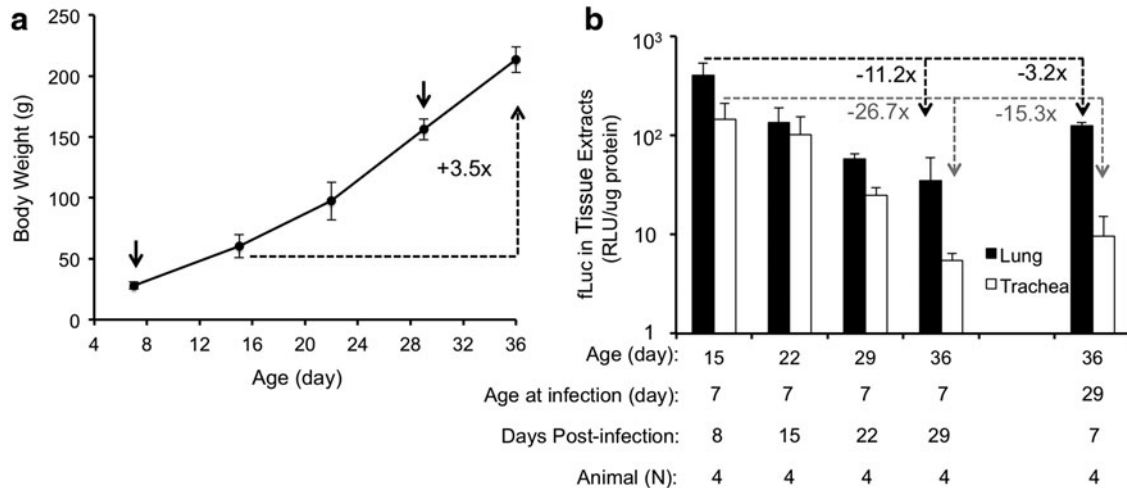 a
Body Weight (g)
250
200
150
100
50
0
+3.5x
4 8 12 16 20 24 28 32 36
Age (day)
b
fLuc in Tissue Extracts
(RLU/ug protein)
10³
10²
10
1
-11.2x -3.2x
-26.7x -15.3x
Lung
Trachea
Age (day): 15 22 29 36 36
Age at infection (day): 7 7 7 7 29
Days Post-infection: 8 15 22 29 7
Animal (N): 4 4 4 4 4